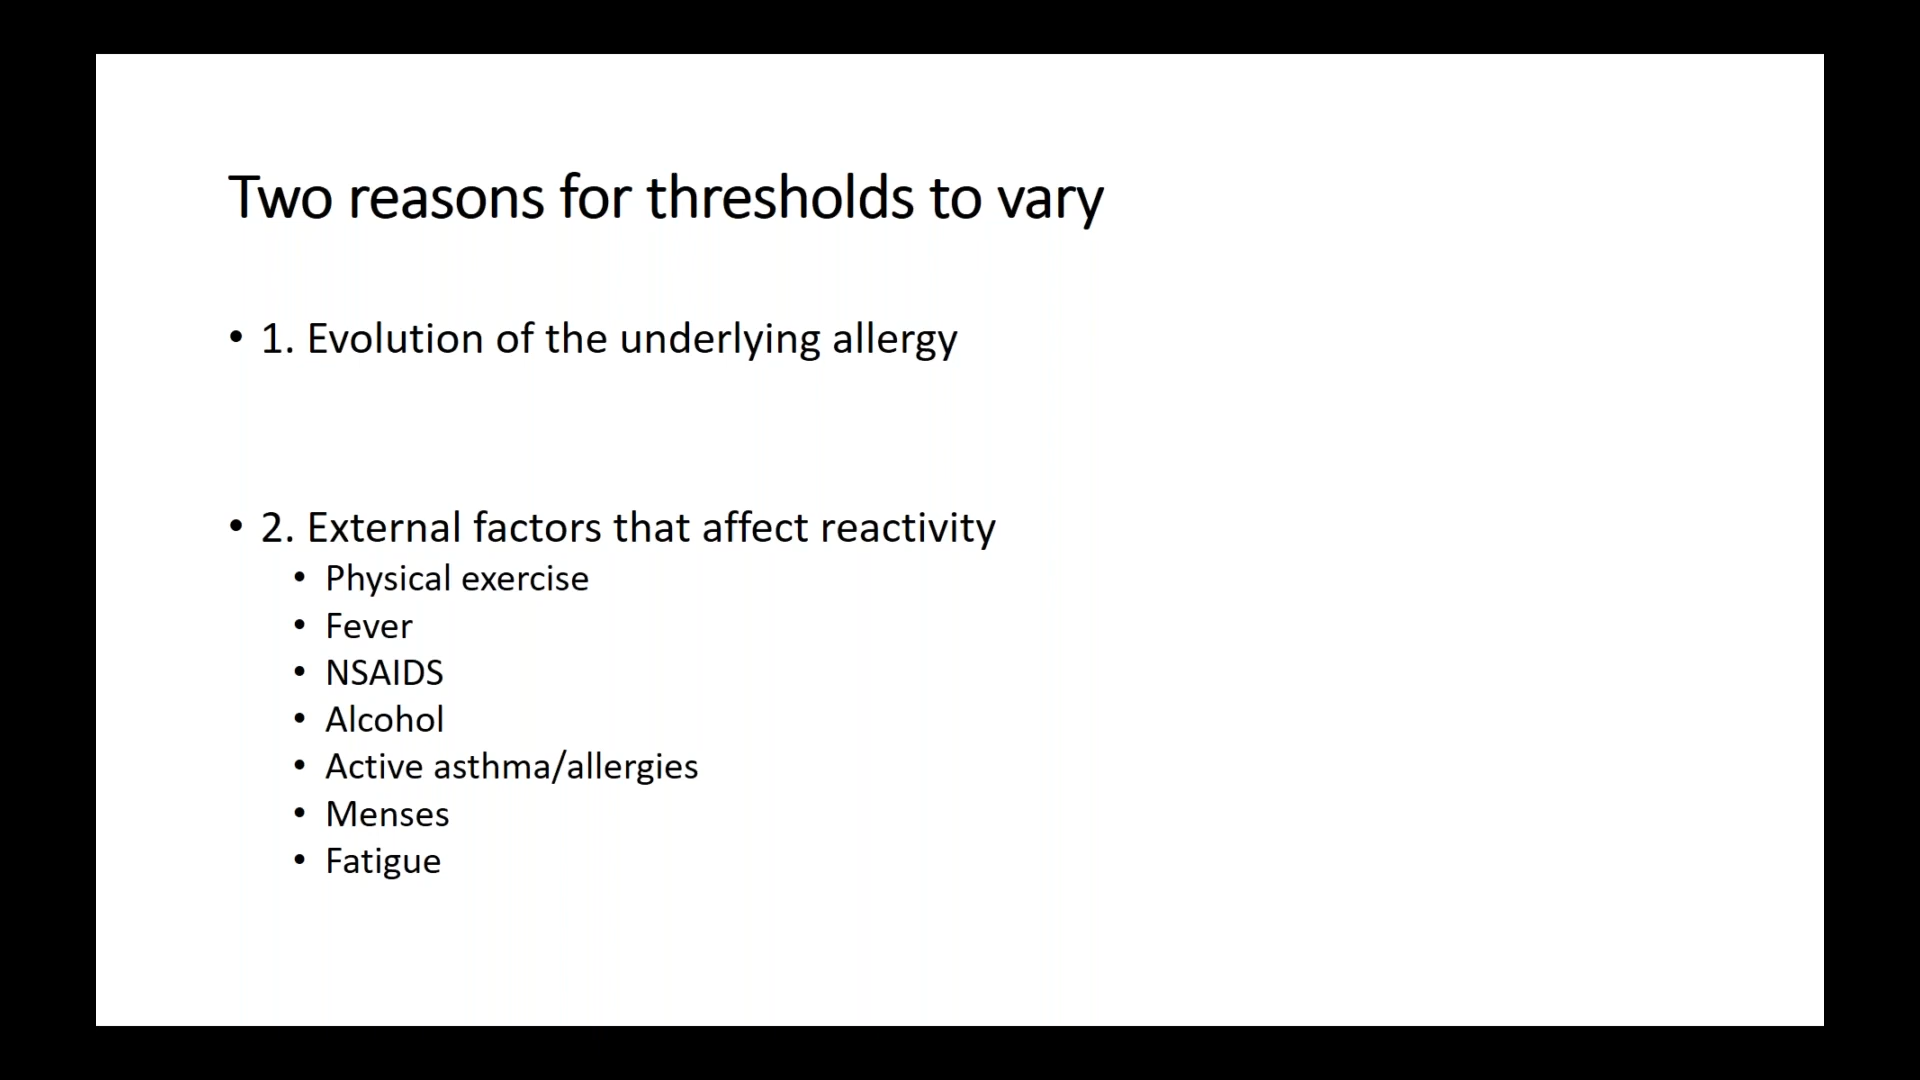 Two reasons for thresholds to vary
• 1. Evolution of the underlying allergy
• 2. External factors that affect reactivity
• Physical exercise
• Fever
• NSAIDS
• Alcohol
• Active asthma/allergies
• Menses
• Fatigue